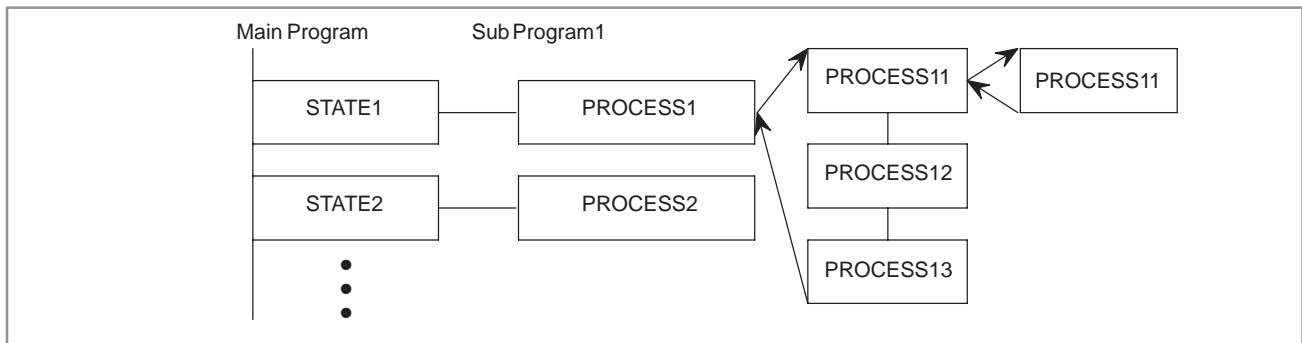 Main Program
Sub Program1
STATE1
PROCESS1
PROCESS11
PROCESS11
PROCESS12
STATE2
PROCESS2
PROCESS13